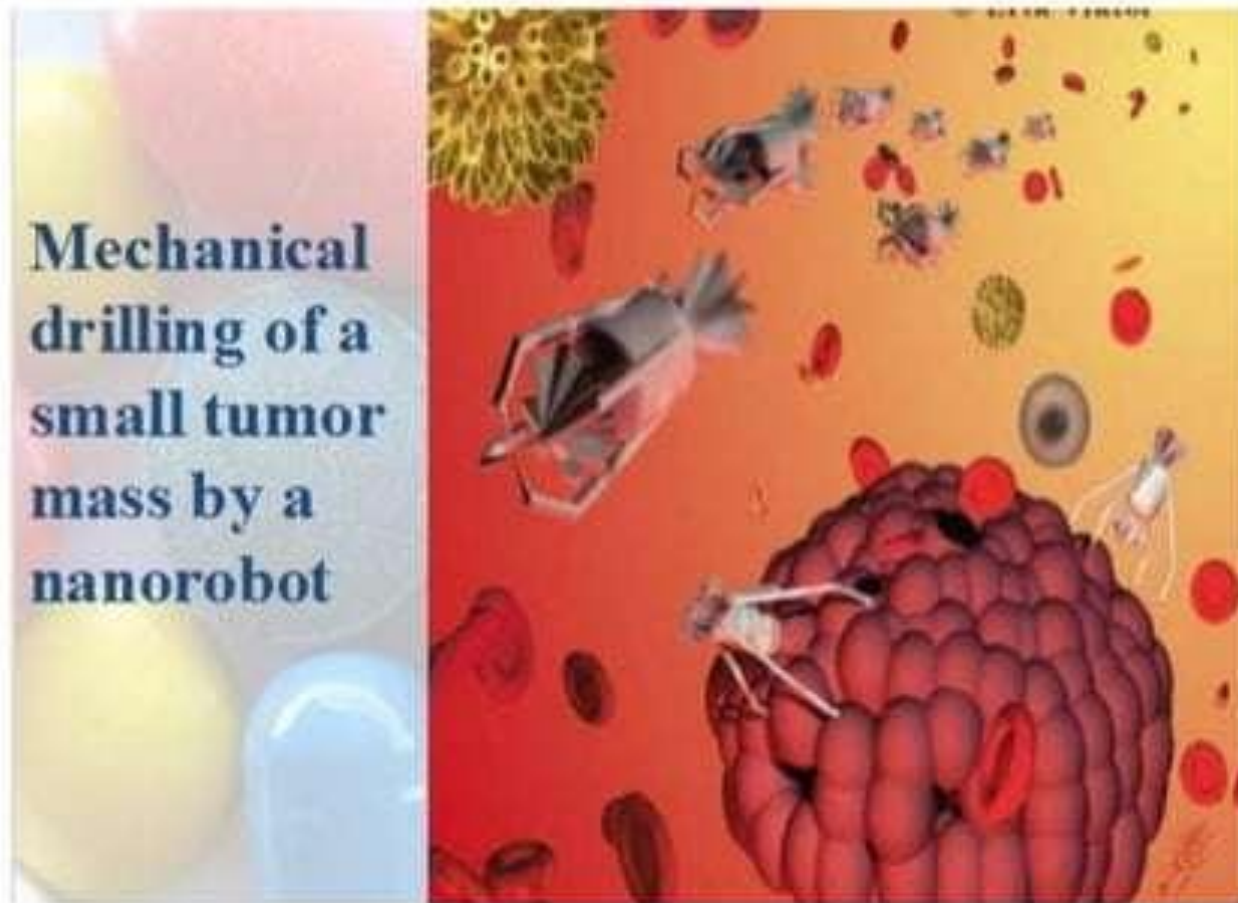 Mechanical
drilling of a
small tumor
mass by a
nanorobot